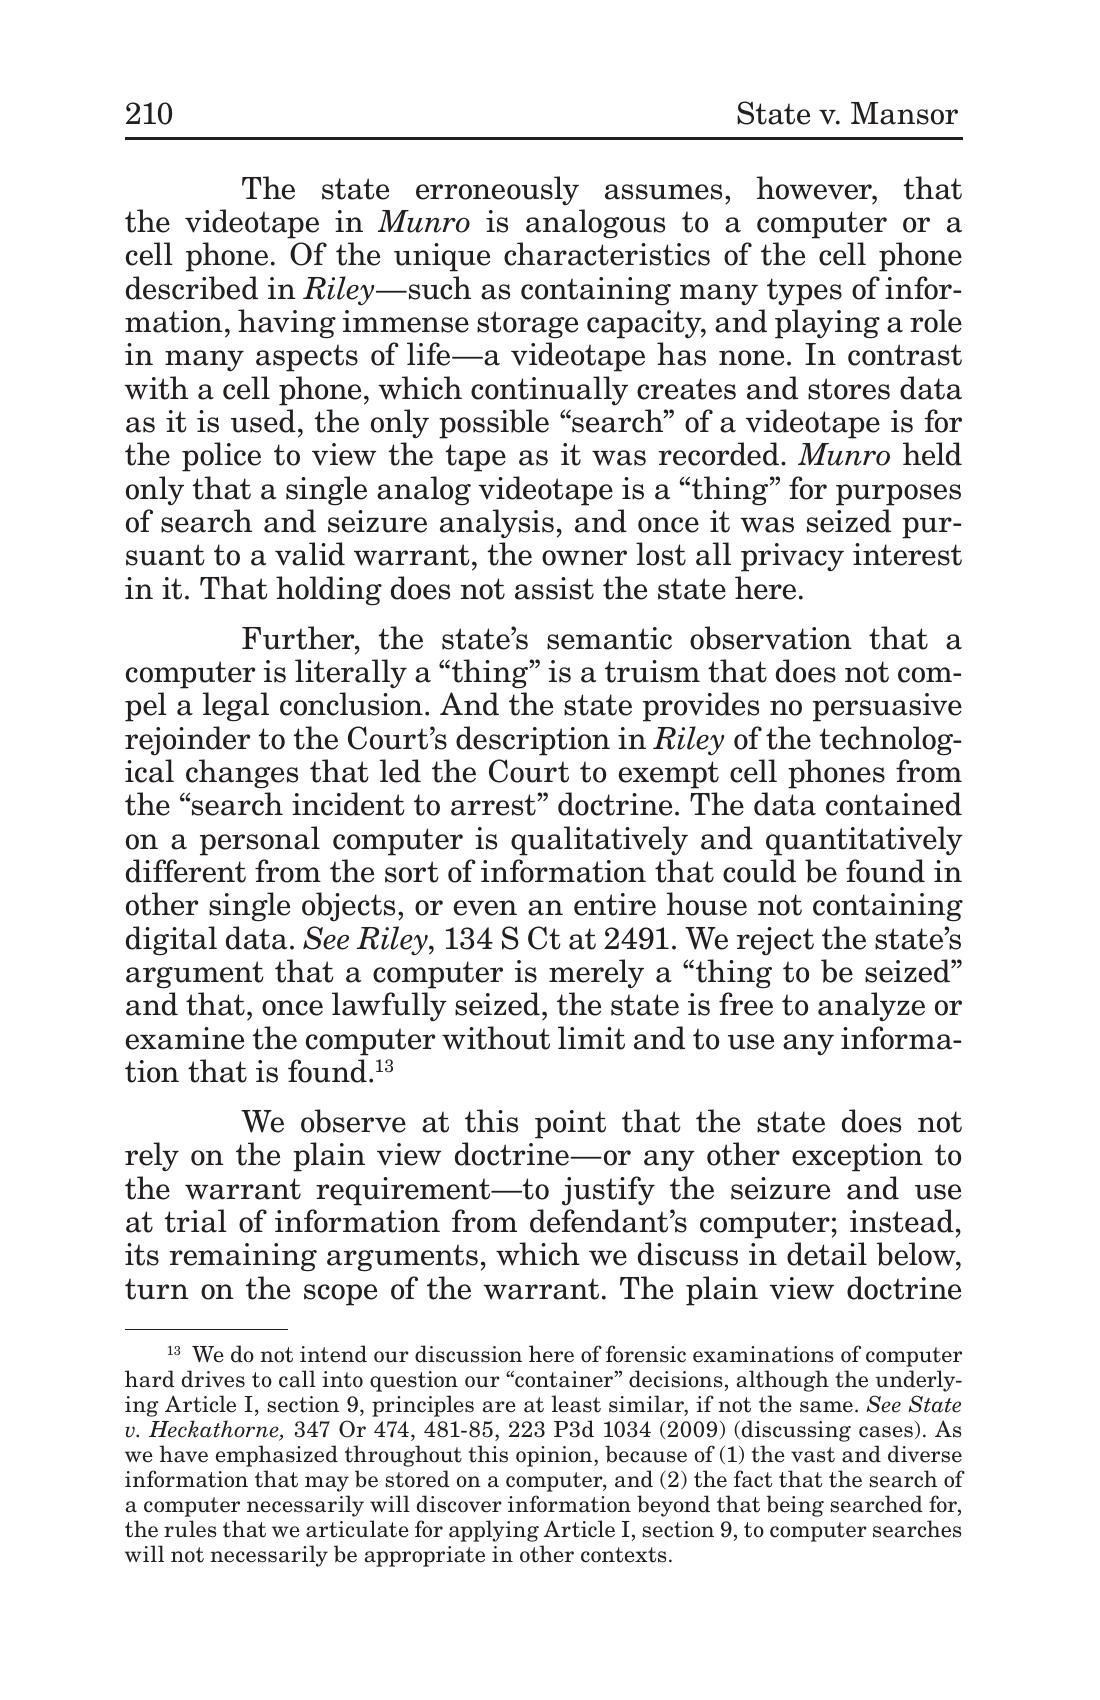 210 State v. Mansor
The state erroneously assumes, however, that
the videotape in Munro is analogous to a computer or a
cell phone. Of the unique characteristics of the cell phone
described in Riley—such as containing many types of infor-
mation, having immense storage capacity, and playing a role
in many aspects of life—a videotape has none. In contrast
with a cell phone, which continually creates and stores data
as it is used, the only possible “search” of a videotape is for
the police to view the tape as it was recorded. Munro held
only that a single analog videotape is a “thing” for purposes
of search and seizure analysis, and once it was seized pur-
suant to a valid warrant, the owner lost all privacy interest
in it. That holding does not assist the state here.
Further, the state’s semantic observation that a
computer is literally a “thing” is a truism that does not com-
pel a legal conclusion. And the state provides no persuasive
rejoinder to the Court’s description in Riley of the technolog-
ical changes that led the Court to exempt cell phones from
the “search incident to arrest” doctrine. The data contained
on a personal computer is qualitatively and quantitatively
different from the sort of information that could be found in
other single objects, or even an entire house not containing
digital data. See Riley, 134 S Ct at 2491. We reject the state’s
argument that a computer is merely a “thing to be seized”
and that, once lawfully seized, the state is free to analyze or
examine the computer without limit and to use any informa-
tion that is found.13
We observe at this point that the state does not
rely on the plain view doctrine—or any other exception to
the warrant requirement—to justify the seizure and use
at trial of information from defendant’s computer; instead,
its remaining arguments, which we discuss in detail below,
turn on the scope of the warrant. The plain view doctrine
13 We do not intend our discussion here of forensic examinations of computer
hard drives to call into question our “container” decisions, although the underly-
ing Article I, section 9, principles are at least similar, if not the same. See State
v. Heckathorne, 347 Or 474, 481-85, 223 P3d 1034 (2009) (discussing cases). As
we have emphasized throughout this opinion, because of (1) the vast and diverse
information that may be stored on a computer, and (2) the fact that the search of
a computer necessarily will discover information beyond that being searched for,
the rules that we articulate for applying Article I, section 9, to computer searches
will not necessarily be appropriate in other contexts.